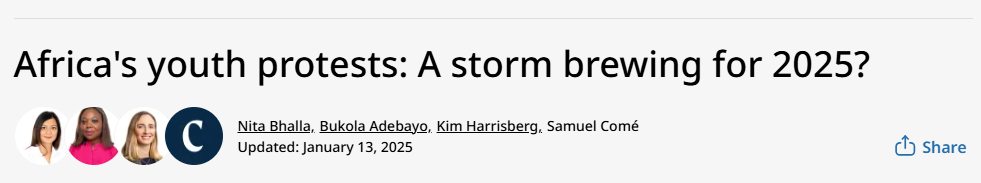 Africa's youth protests: A storm brewing for 2025?
C
Nita Bhalla, Bukola Adebayo, Kim Harrisberg, Samuel Comé
Updated: January 13, 2025
Share